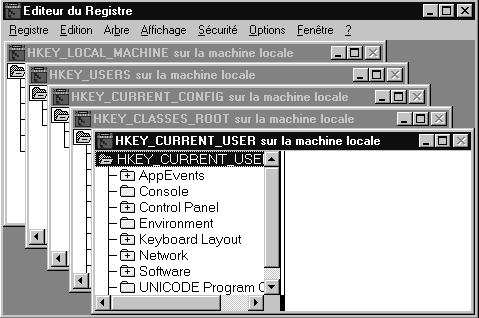 Editeur du Registre
Registre Edition Arbre Affichage Sécurité Options Fenêtre ?
HKEY_LOCAL_MACHINE sur la machine locale
HKEY_USERS sur la machine locale
HKEY_CURRENT_CONFIG sur la machine locale
HKEY_CLASSES_ROOT sur la machine locale
HKEY_CURRENT_USER sur la machine locale
HKEY_CURRENT_USE
AppEvents
Console
Control Panel
Environment
Keyboard Layout
Network
Software
UNICODE Program